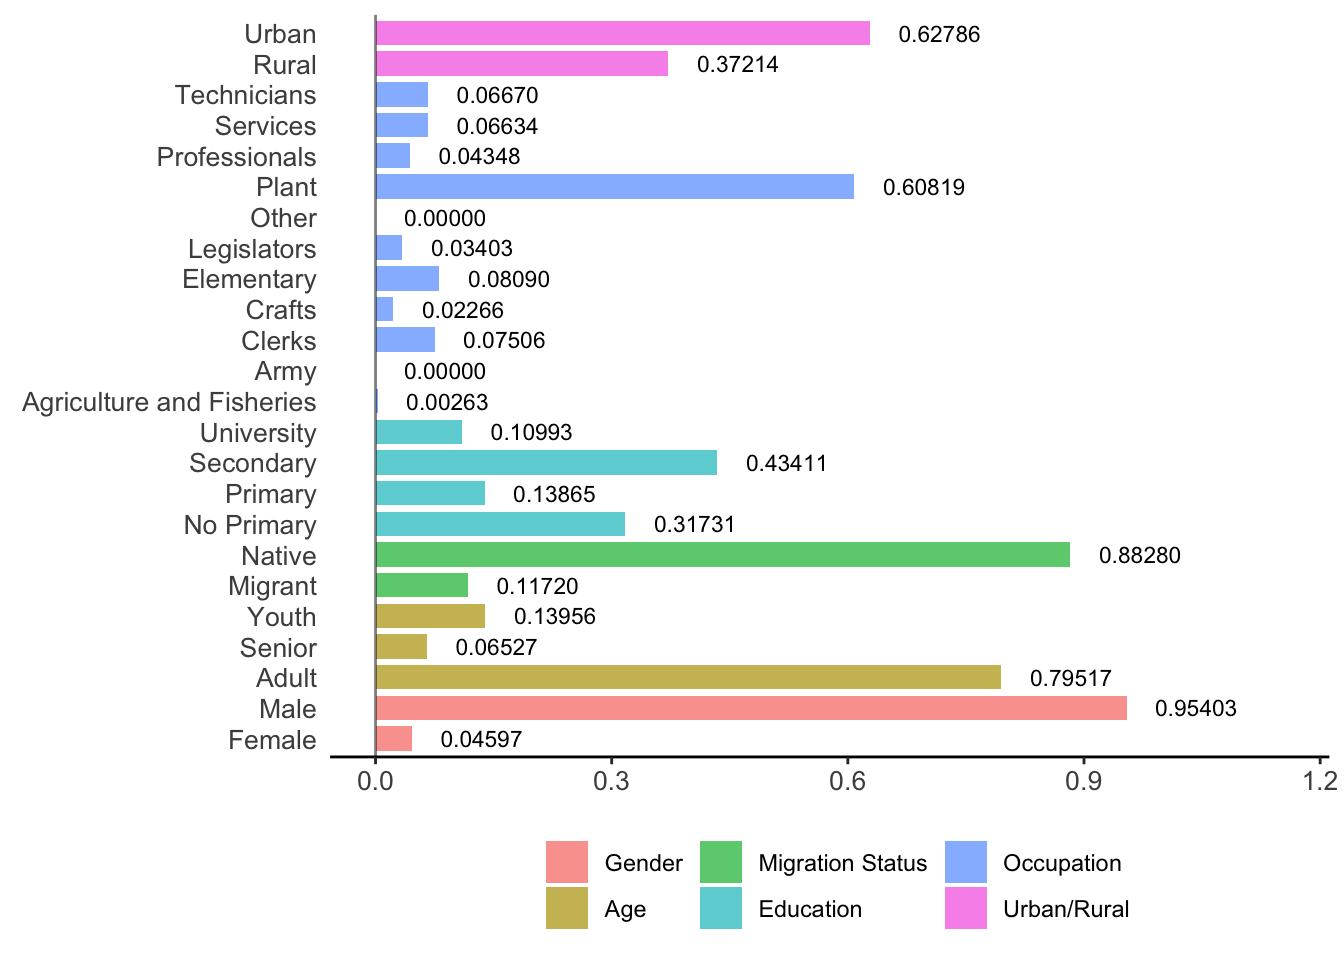 Urban 0.62786
Rural 0.37214
Technicians 0.06670
Services 0.06634
Professionals 0.04348
Plant 0.60819
Other 0.00000
Legislators 0.03403
Elementary 0.08090
Crafts 0.02266
Clerks 0.07506
Army 0.00000
Agriculture and Fisheries 0.00263
University 0.10993
Secondary 0.43411
Primary 0.13865
No Primary 0.31731
Native 0.88280
Migrant 0.11720
Youth 0.13956
Senior 0.06527
Adult 0.79517
Male 0.95403
Female 0.04597
0.0 0.3 0.6 0.9 1.2
Gender Migration Status Occupation
Age Education Urban/Rural